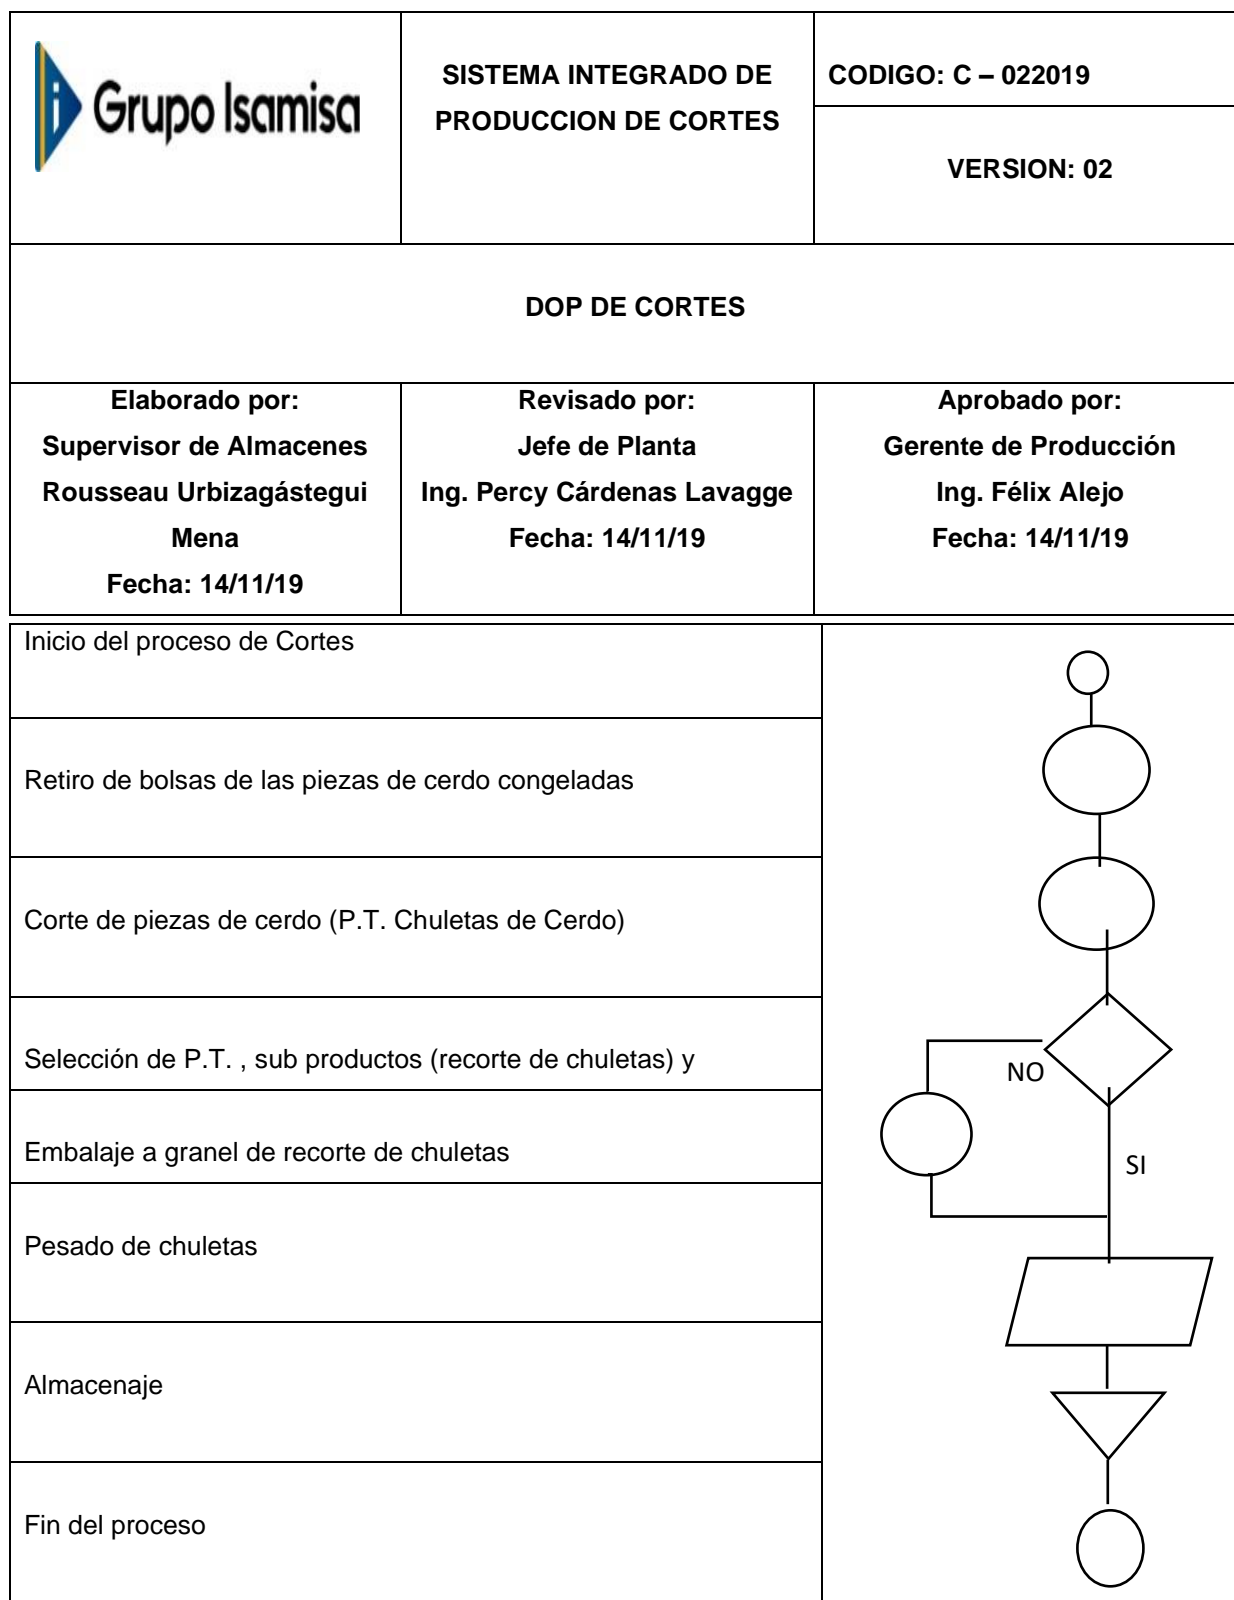 Grupo Isamisa
SISTEMA INTEGRADO DE
PRODUCCION DE CORTES
CODIGO: C – 022019
VERSION: 02
DOP DE CORTES
Elaborado por:
Supervisor de Almacenes
Rousseau Urbizagástegui
Mena
Fecha: 14/11/19
Revisado por:
Jefe de Planta
Ing. Percy Cárdenas Lavagge
Fecha: 14/11/19
Aprobado por:
Gerente de Producción
Ing. Félix Alejo
Fecha: 14/11/19
Inicio del proceso de Cortes
Retiro de bolsas de las piezas de cerdo congeladas
Corte de piezas de cerdo (P.T. Chuletas de Cerdo)
Selección de P.T. , sub productos (recorte de chuletas) y
Embalaje a granel de recorte de chuletas
Pesado de chuletas
Almacenaje
Fin del proceso
NO
SI